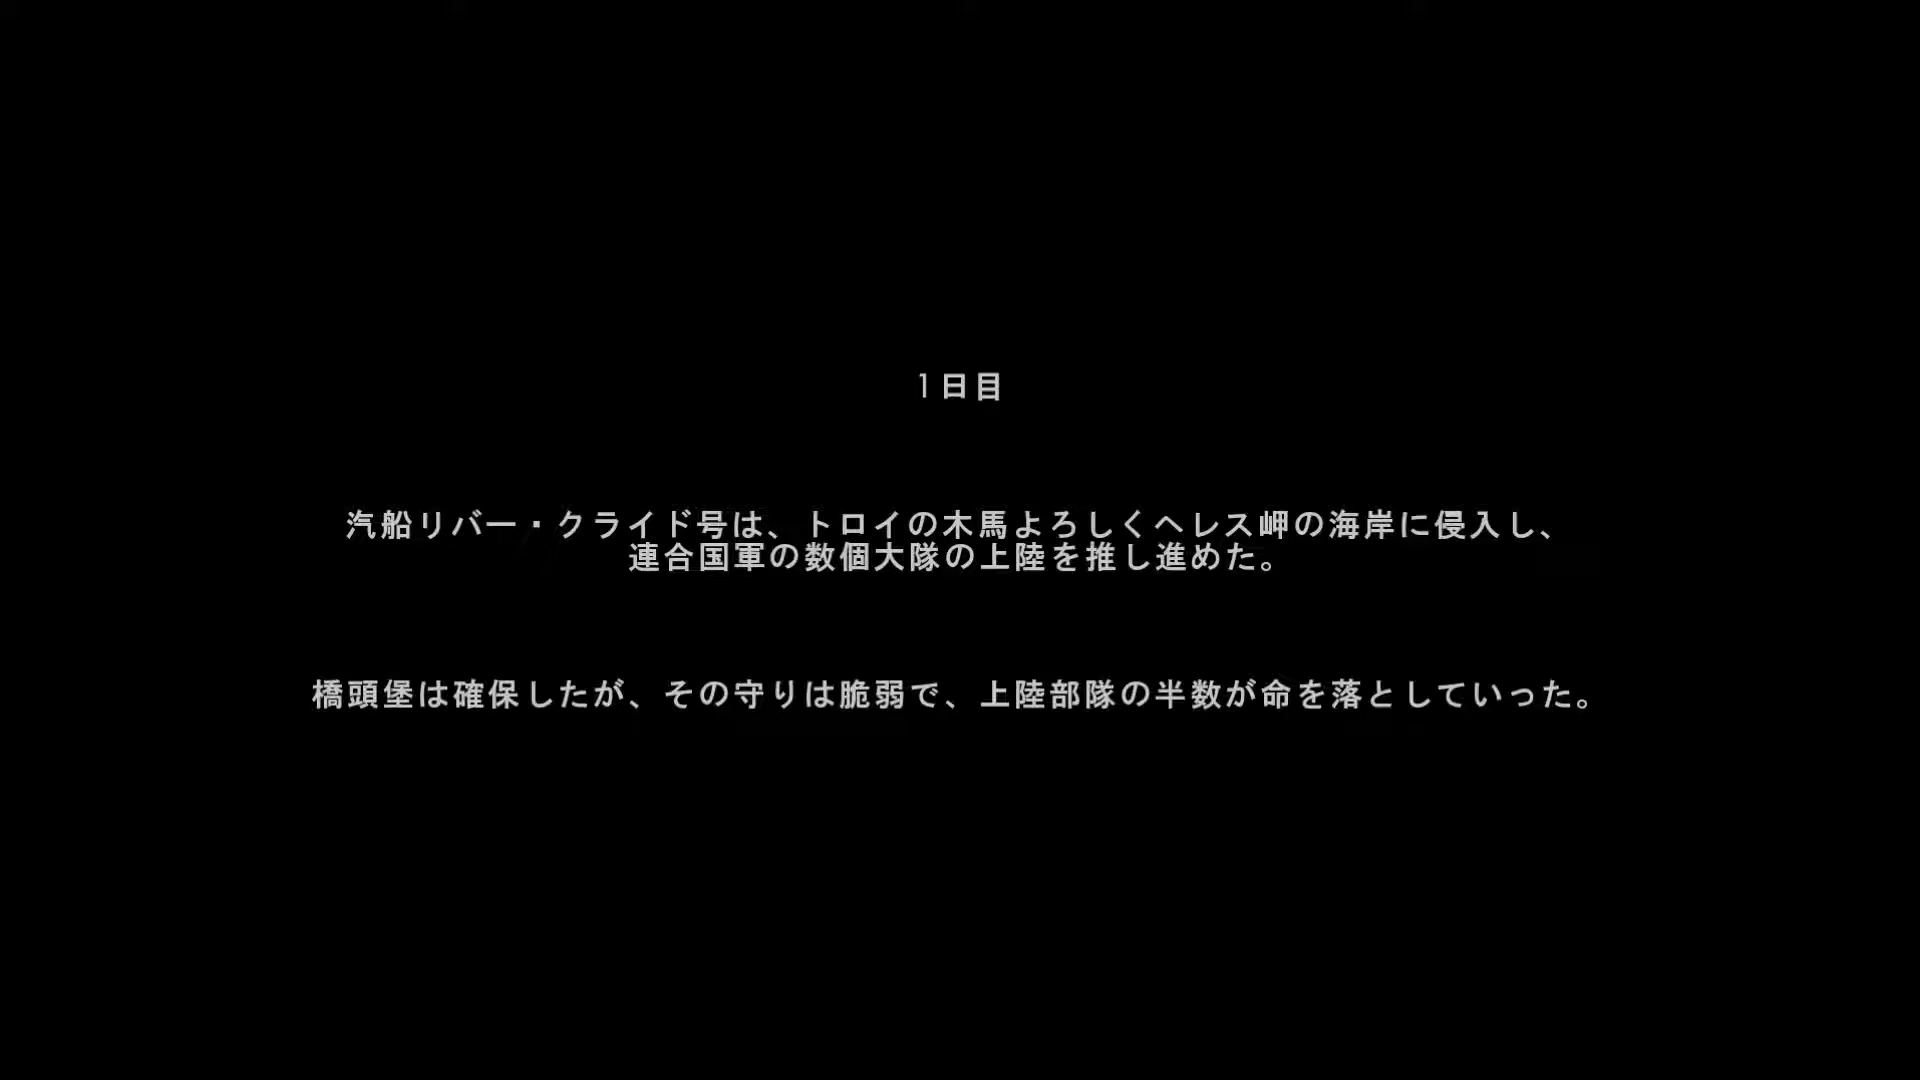 1日目
汽船リバー・クライド号は、トロイの木馬よろしくヘレス岬の海岸に侵入し、
連合国軍の数個大隊の上陸を推し進めた。
橋頭堡は確保したが、その守りは脆弱で、上陸部隊の半数が命を落としていった。